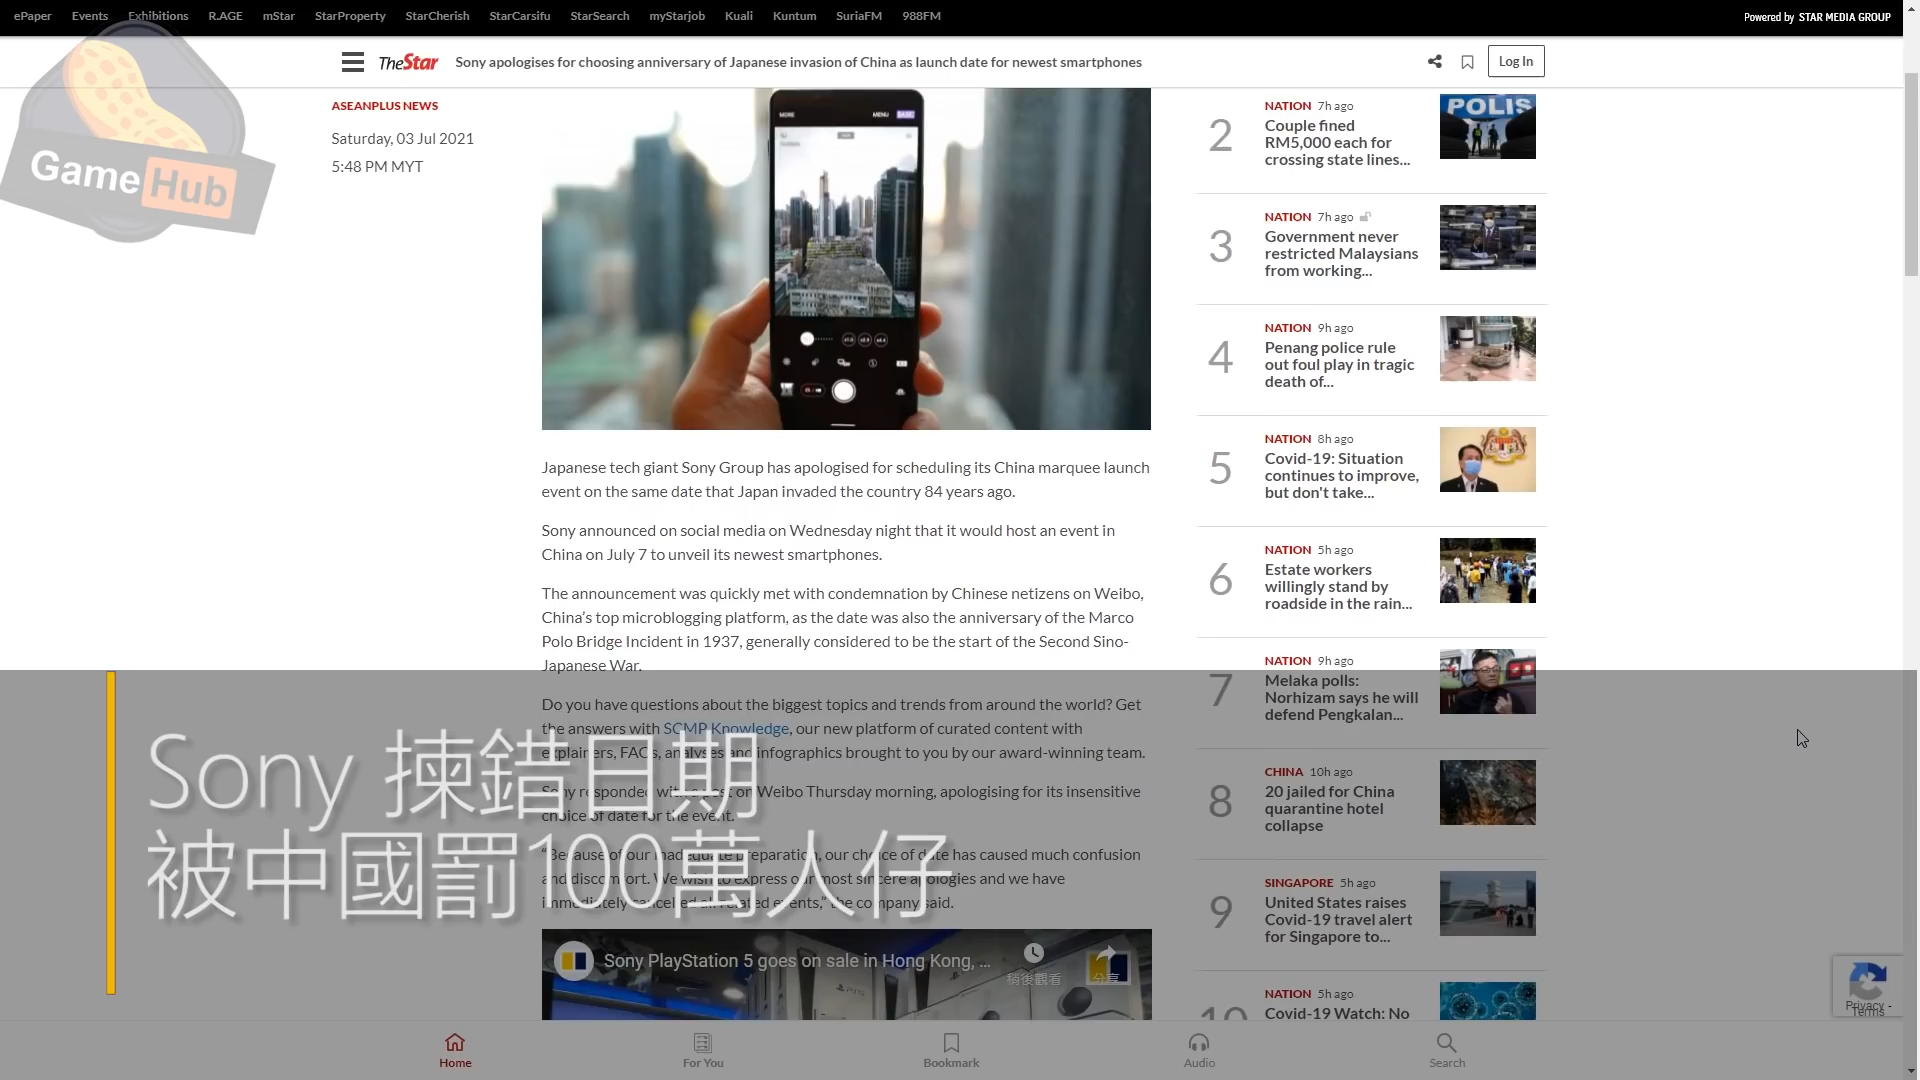 ePaper Events Exhibitions R.AGE mStar StarProperty StarCherish StarCarsifu StarSearch myStarjob Kuali Kuntum SuriaFM 988FM
Powered by STAR MEDIA GROUP
TheStar
Sony apologises for choosing anniversary of Japanese invasion of China as launch date for newest smartphones
Log In
GameHub
ASEANPLUS NEWS
Saturday, 03 Jul 2021
5:48 PM MYT
MORE
MENU
Japanese tech giant Sony Group has apologised for scheduling its China marquee launch
event on the same date that Japan invaded the country 84 years ago.
Sony announced on social media on Wednesday night that it would host an event in
China on July 7 to unveil its newest smartphones.
The announcement was quickly met with condemnation by Chinese netizens on Weibo,
China’s top microblogging platform, as the date was also the anniversary of the Marco
Polo Bridge Incident in 1937, generally considered to be the start of the Second Sino-
Japanese War.
Do you have questions about the biggest topics and trends from around the world? Get
the answers with SCMP Knowledge, our new platform of curated content with
explainers, FAQs, analyses and infographics brought to you by our award-winning team.
Sony responded with a post on Weibo Thursday morning, apologising for its insensitive
choice of date for the event.
“Because of our inadequate preparation, our choice of date has caused much confusion
and discomfort. We wish to express our most sincere apologies and we have
immediately cancelled all related events,” the company said.
Sony 揀錯日期
被中國罰100萬人仔
Sony PlayStation 5 goes on sale in Hong Kong, ...
稍後觀看
分享
2
NATION 7h ago
Couple fined
RM5,000 each for
crossing state lines...
POLIS
3
NATION 7h ago
Government never
restricted Malaysians
from working...
4
NATION 9h ago
Penang police rule
out foul play in tragic
death of...
5
NATION 8h ago
Covid-19: Situation
continues to improve,
but don't take...
6
NATION 5h ago
Estate workers
willingly stand by
roadside in the rain...
7
NATION 9h ago
Melaka polls:
Norhizam says he will
defend Pengkalan...
8
CHINA 10h ago
20 jailed for China
quarantine hotel
collapse
9
SINGAPORE 5h ago
United States raises
Covid-19 travel alert
for Singapore to...
10
NATION 5h ago
Covid-19 Watch: No
Privacy -
Terms
Home
For You
Bookmark
Audio
Search